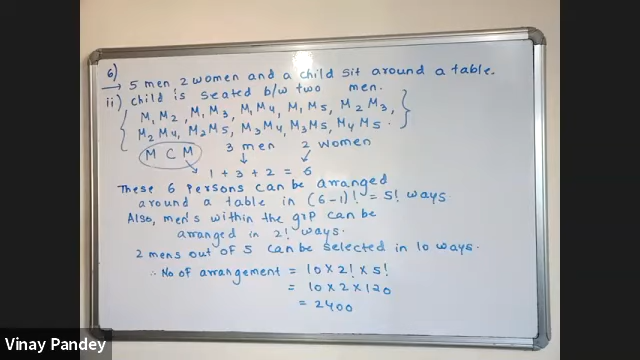 6)
→ 5 men, 2 women and a child sit around a table.
ii) Child is seated b/w two men.
{ M₁M₂, M₁M₃, M₁M₄, M₁M₅, M₂M₃,
M₂M₄, M₂M₅, M₃M₄, M₃M₅, M₄M₅. }
M C M 3 men 2 women
1 + 3 + 2 = 6
These 6 Persons can be arranged
around a table in (6-1)! = 5! ways
Also, men's within the grp can be
arranged in 2! ways.
2 mens out of 5 can be selected in 10 ways.
∴ No of arrangement = 10 × 2! × 5!
= 10 × 2 × 120
= 2400
Vinay Pandey